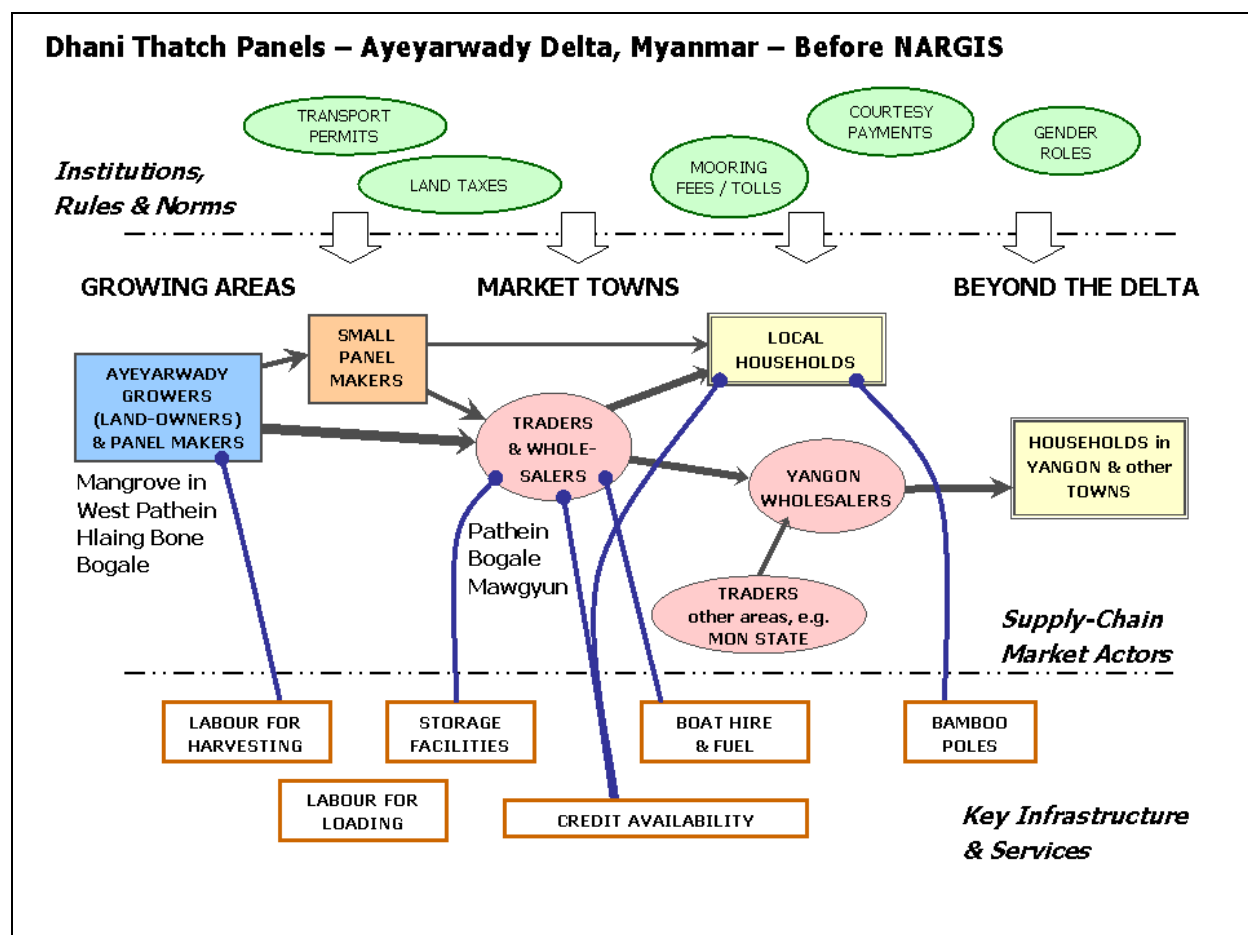 Dhani Thatch Panels – Ayeyarwady Delta, Myanmar – Before NARGIS
TRANSPORT
PERMITS
LAND TAXES
MOORING
FEES / TOLLS
COURTESY
PAYMENTS
GENDER
ROLES
Institutions,
Rules & Norms
GROWING AREAS
MARKET TOWNS
BEYOND THE DELTA
AYEYARWADY
GROWERS
(LAND-OWNERS)
& PANEL MAKERS
SMALL
PANEL
MAKERS
LOCAL
HOUSEHOLDS
TRADERS
& WHOLE-
SALERS
YANGON
WHOLESALERS
HOUSEHOLDS in
YANGON & other
TOWNS
Mangrove in
West Pathein
Hlaing Bone
Bogale
Pathein
Bogale
Mawgyun
TRADERS
other areas, e.g.
MON STATE
Supply-Chain
Market Actors
LABOUR FOR
HARVESTING
STORAGE
FACILITIES
BOAT HIRE
& FUEL
BAMBOO
POLES
LABOUR FOR
LOADING
CREDIT AVAILABILITY
Key Infrastructure
& Services